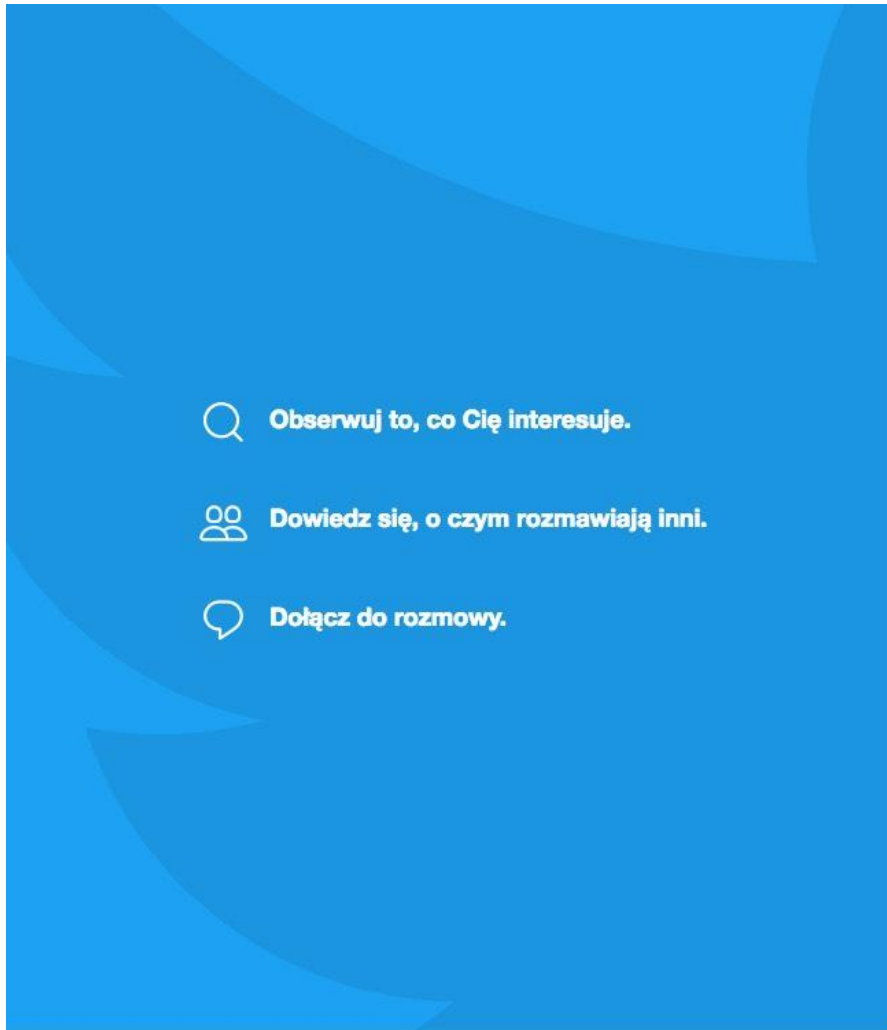 Obserwuj to, co Cię interesuje.
Dowiedz się, o czym rozmawiają inni.
Dołącz do rozmowy.